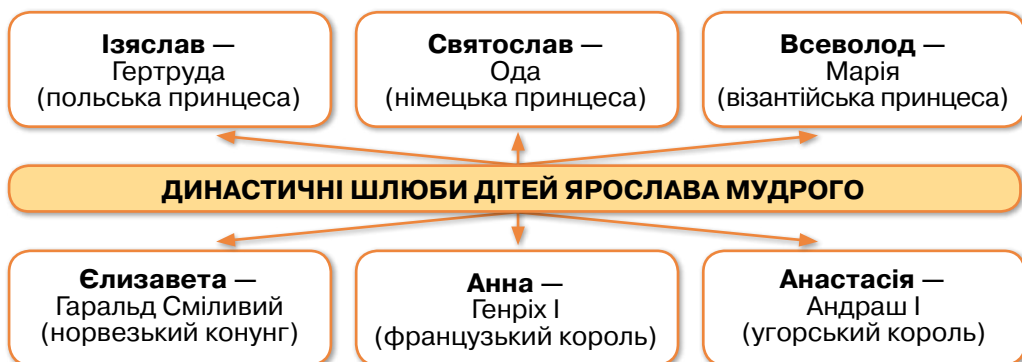 Ізяслав —
Гертруда
(польська принцеса)
Святослав —
Ода
(німецька принцеса)
Всеволод —
Марія
(візантійська принцеса)
ДИНАСТИЧНІ ШЛЮБИ ДІТЕЙ ЯРОСЛАВА МУДРОГО
Єлизавета —
Гаральд Сміливий
(норвезький конунг)
Анна —
Генріх І
(французький король)
Анастасія —
Андраш І
(угорський король)